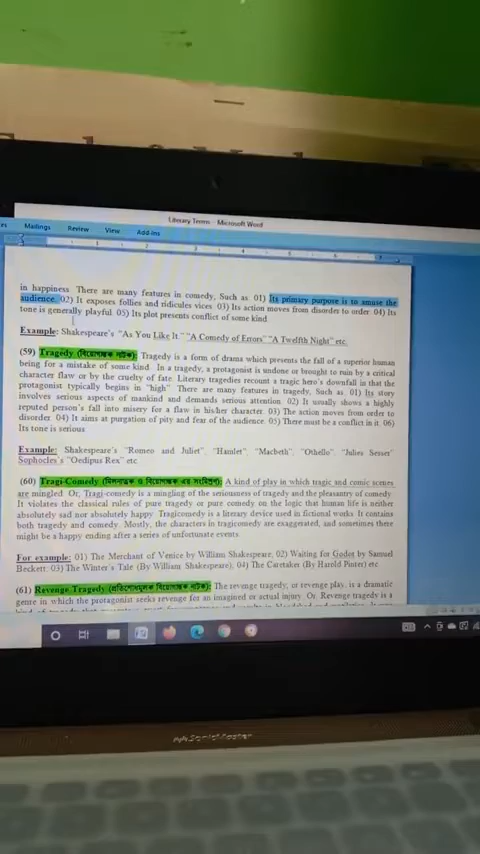 Literary Terms - Microsoft Word
Mailings Review View Add-Ins
in happiness. There are many features in comedy, Such as: 01) Its primary purpose is to amuse the
audience. 02) It exposes follies and ridicules vices. 03) Its action moves from disorder to order. 04) Its
tone is generally playful. 05) Its plot presents conflict of some kind.
Example: Shakespeare's "As You Like It." "A Comedy of Errors" "A Twelfth Night" etc.
(59) Tragedy (বিয়োগান্তক নাটক): Tragedy is a form of drama which presents the fall of a superior human
being for a mistake of some kind. In a tragedy, a protagonist is undone or brought to ruin by a critical
character flaw or by the cruelty of fate. Literary tragedies recount a tragic hero's downfall in that the
protagonist typically begins in "high". There are many features in tragedy, Such as: 01) Its story
involves serious aspects of mankind and demands serious attention. 02) It usually shows a highly
reputed person's fall into misery for a flaw in his character. 03) The action moves from order to
disorder. 04) It aims at purgation of pity and fear of the audience. 05) There must be a conflict in it. 06)
Its tone is serious
Example: Shakespeare's "Romeo and Juliet", "Hamlet", "Macbeth", "Othello", "Julies Sesser"
Sophocles's "Oedipus Rex" etc
(60) Tragi-Comedy (মিলনাত্মক ও বিয়োগান্তক এর সংমিশ্রণ): A kind of play in which tragic and comic scenes
are mingled. Or, Tragi-comedy is a mingling of the seriousness of tragedy and the pleasantry of comedy.
It violates the classical rules of pure tragedy or pure comedy on the logic that human life is neither
absolutely sad nor absolutely happy. Tragicomedy is a literary device used in fictional works. It contains
both tragedy and comedy. Mostly, the characters in tragicomedy are exaggerated, and sometimes there
might be a happy ending after a series of unfortunate events.
For example: 01) The Merchant of Venice by William Shakespeare, 02) Waiting for Godot by Samuel
Beckett. 03) The Winter's Tale (By William Shakespeare), 04) The Caretaker (By Harold Pinter) etc
(61) Revenge Tragedy (প্রতিশোধমূলক বিয়োগান্তক নাটক): The revenge tragedy, or revenge play, is a dramatic
genre in which the protagonist seeks revenge for an imagined or actual injury. Or, Revenge tragedy is a